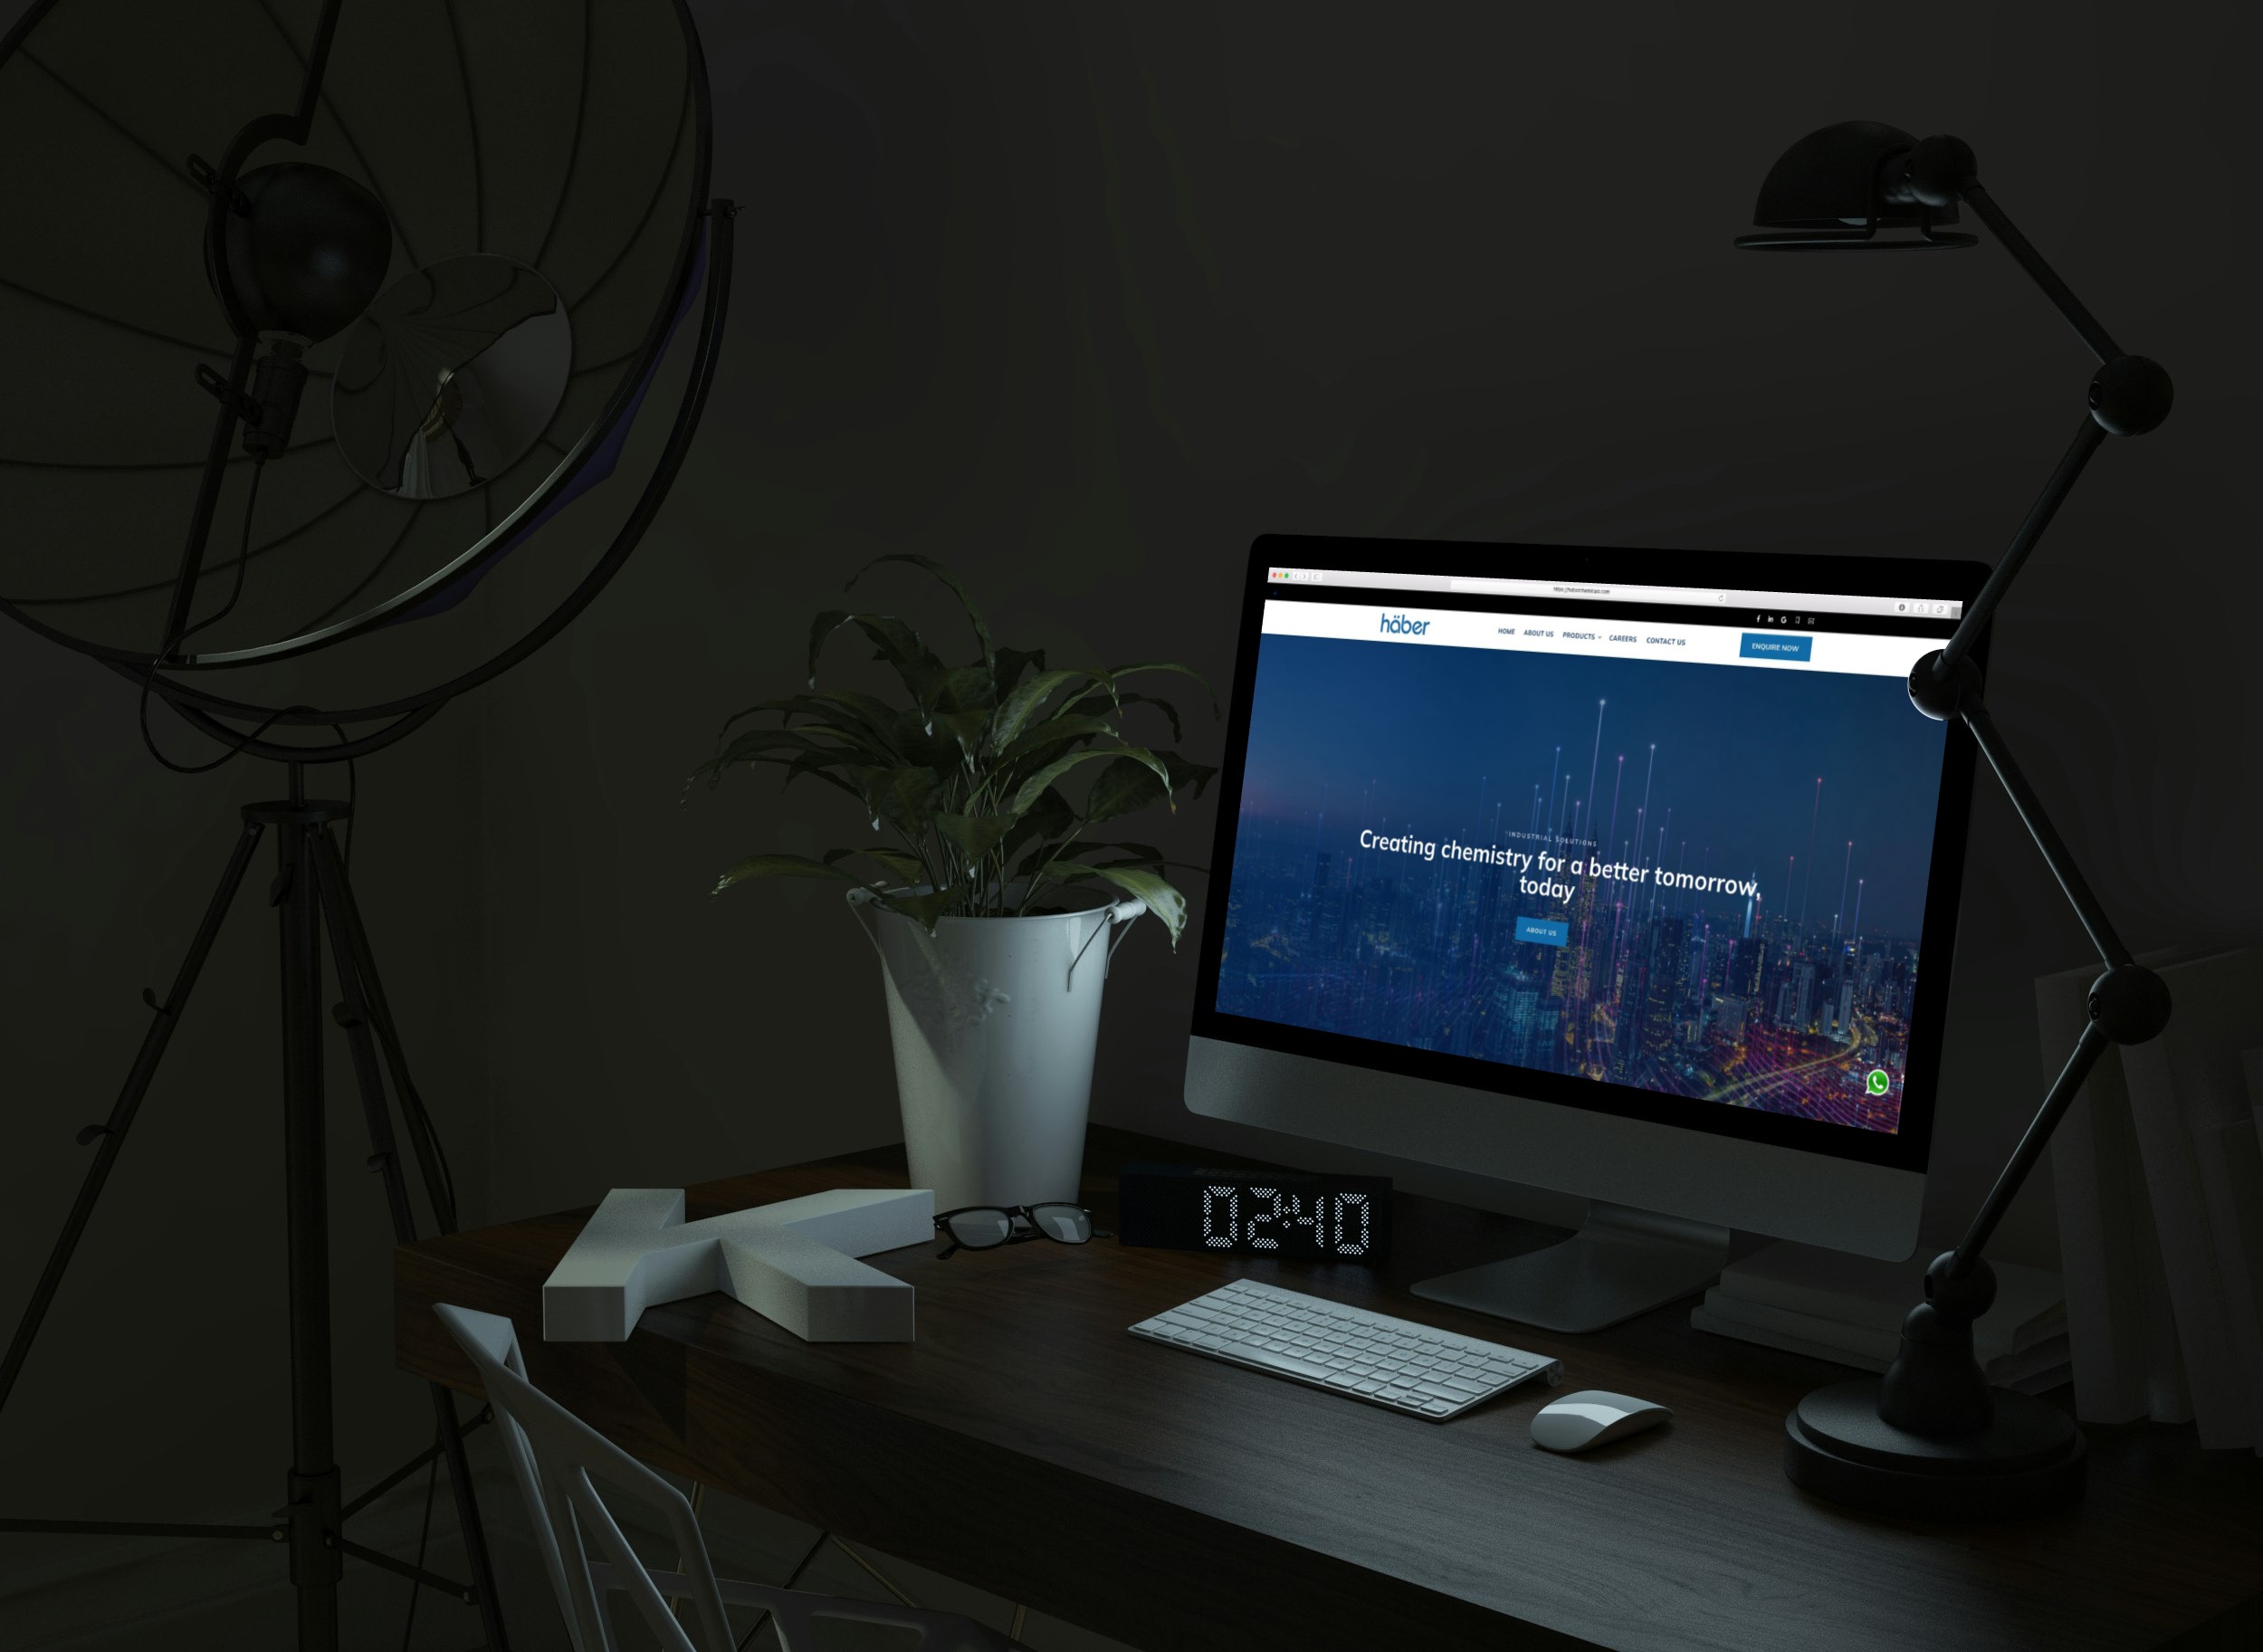 häber
HOME ABOUT US PRODUCTS CAREERS CONTACT US
ENQUIRE NOW
INDUSTRIAL SOLUTIONS
Creating chemistry for a better tomorrow,
today
ABOUT US
02:40
K